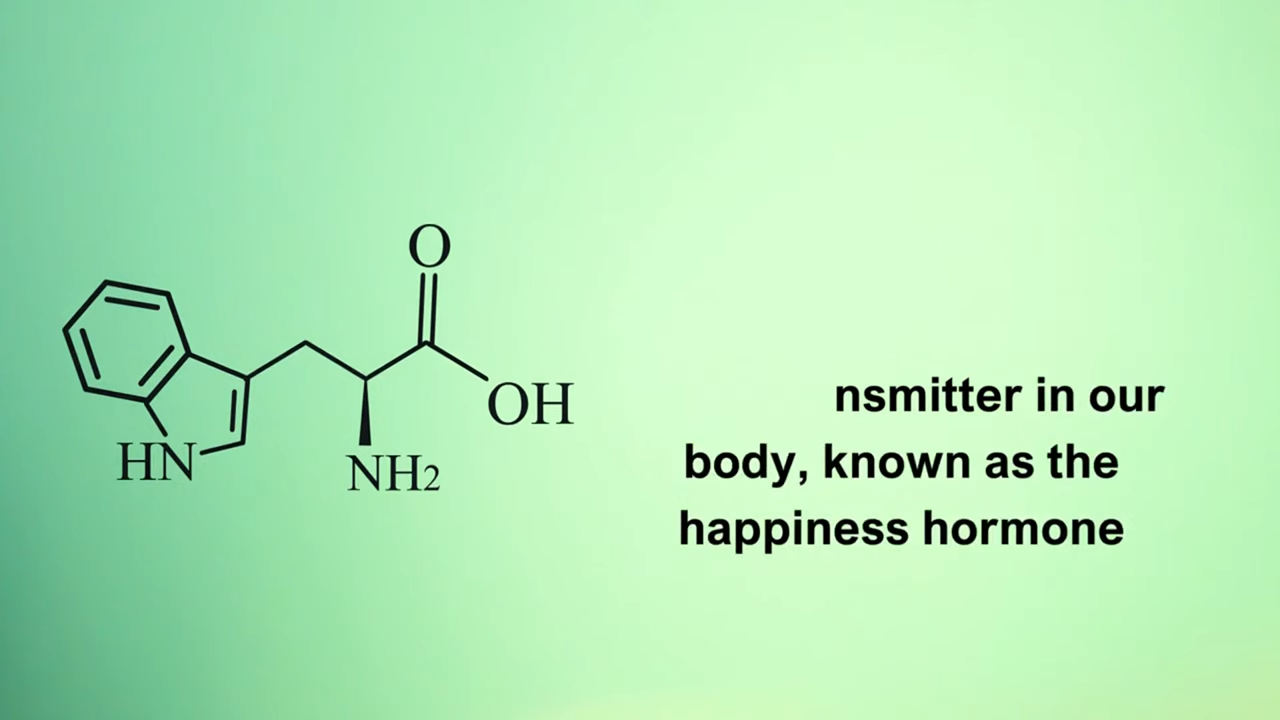 O
OH
HN
NH2
nsmitter in our
body, known as the
happiness hormone